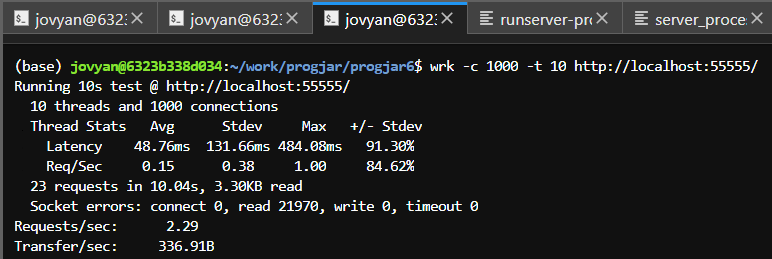 jovyan@6323 jovyan@6323 jovyan@6323 runserver-pro server_proces
(base) jovyan@6323b338d034:~/work/progjar/progjar6$ wrk -c 1000 -t 10 http://localhost:55555/
Running 10s test @ http://localhost:55555/
10 threads and 1000 connections
Thread Stats Avg Stdev Max +/- Stdev
Latency 48.76ms 131.66ms 484.08ms 91.30%
Req/Sec 0.15 0.38 1.00 84.62%
23 requests in 10.04s, 3.30KB read
Socket errors: connect 0, read 21970, write 0, timeout 0
Requests/sec: 2.29
Transfer/sec: 336.91B